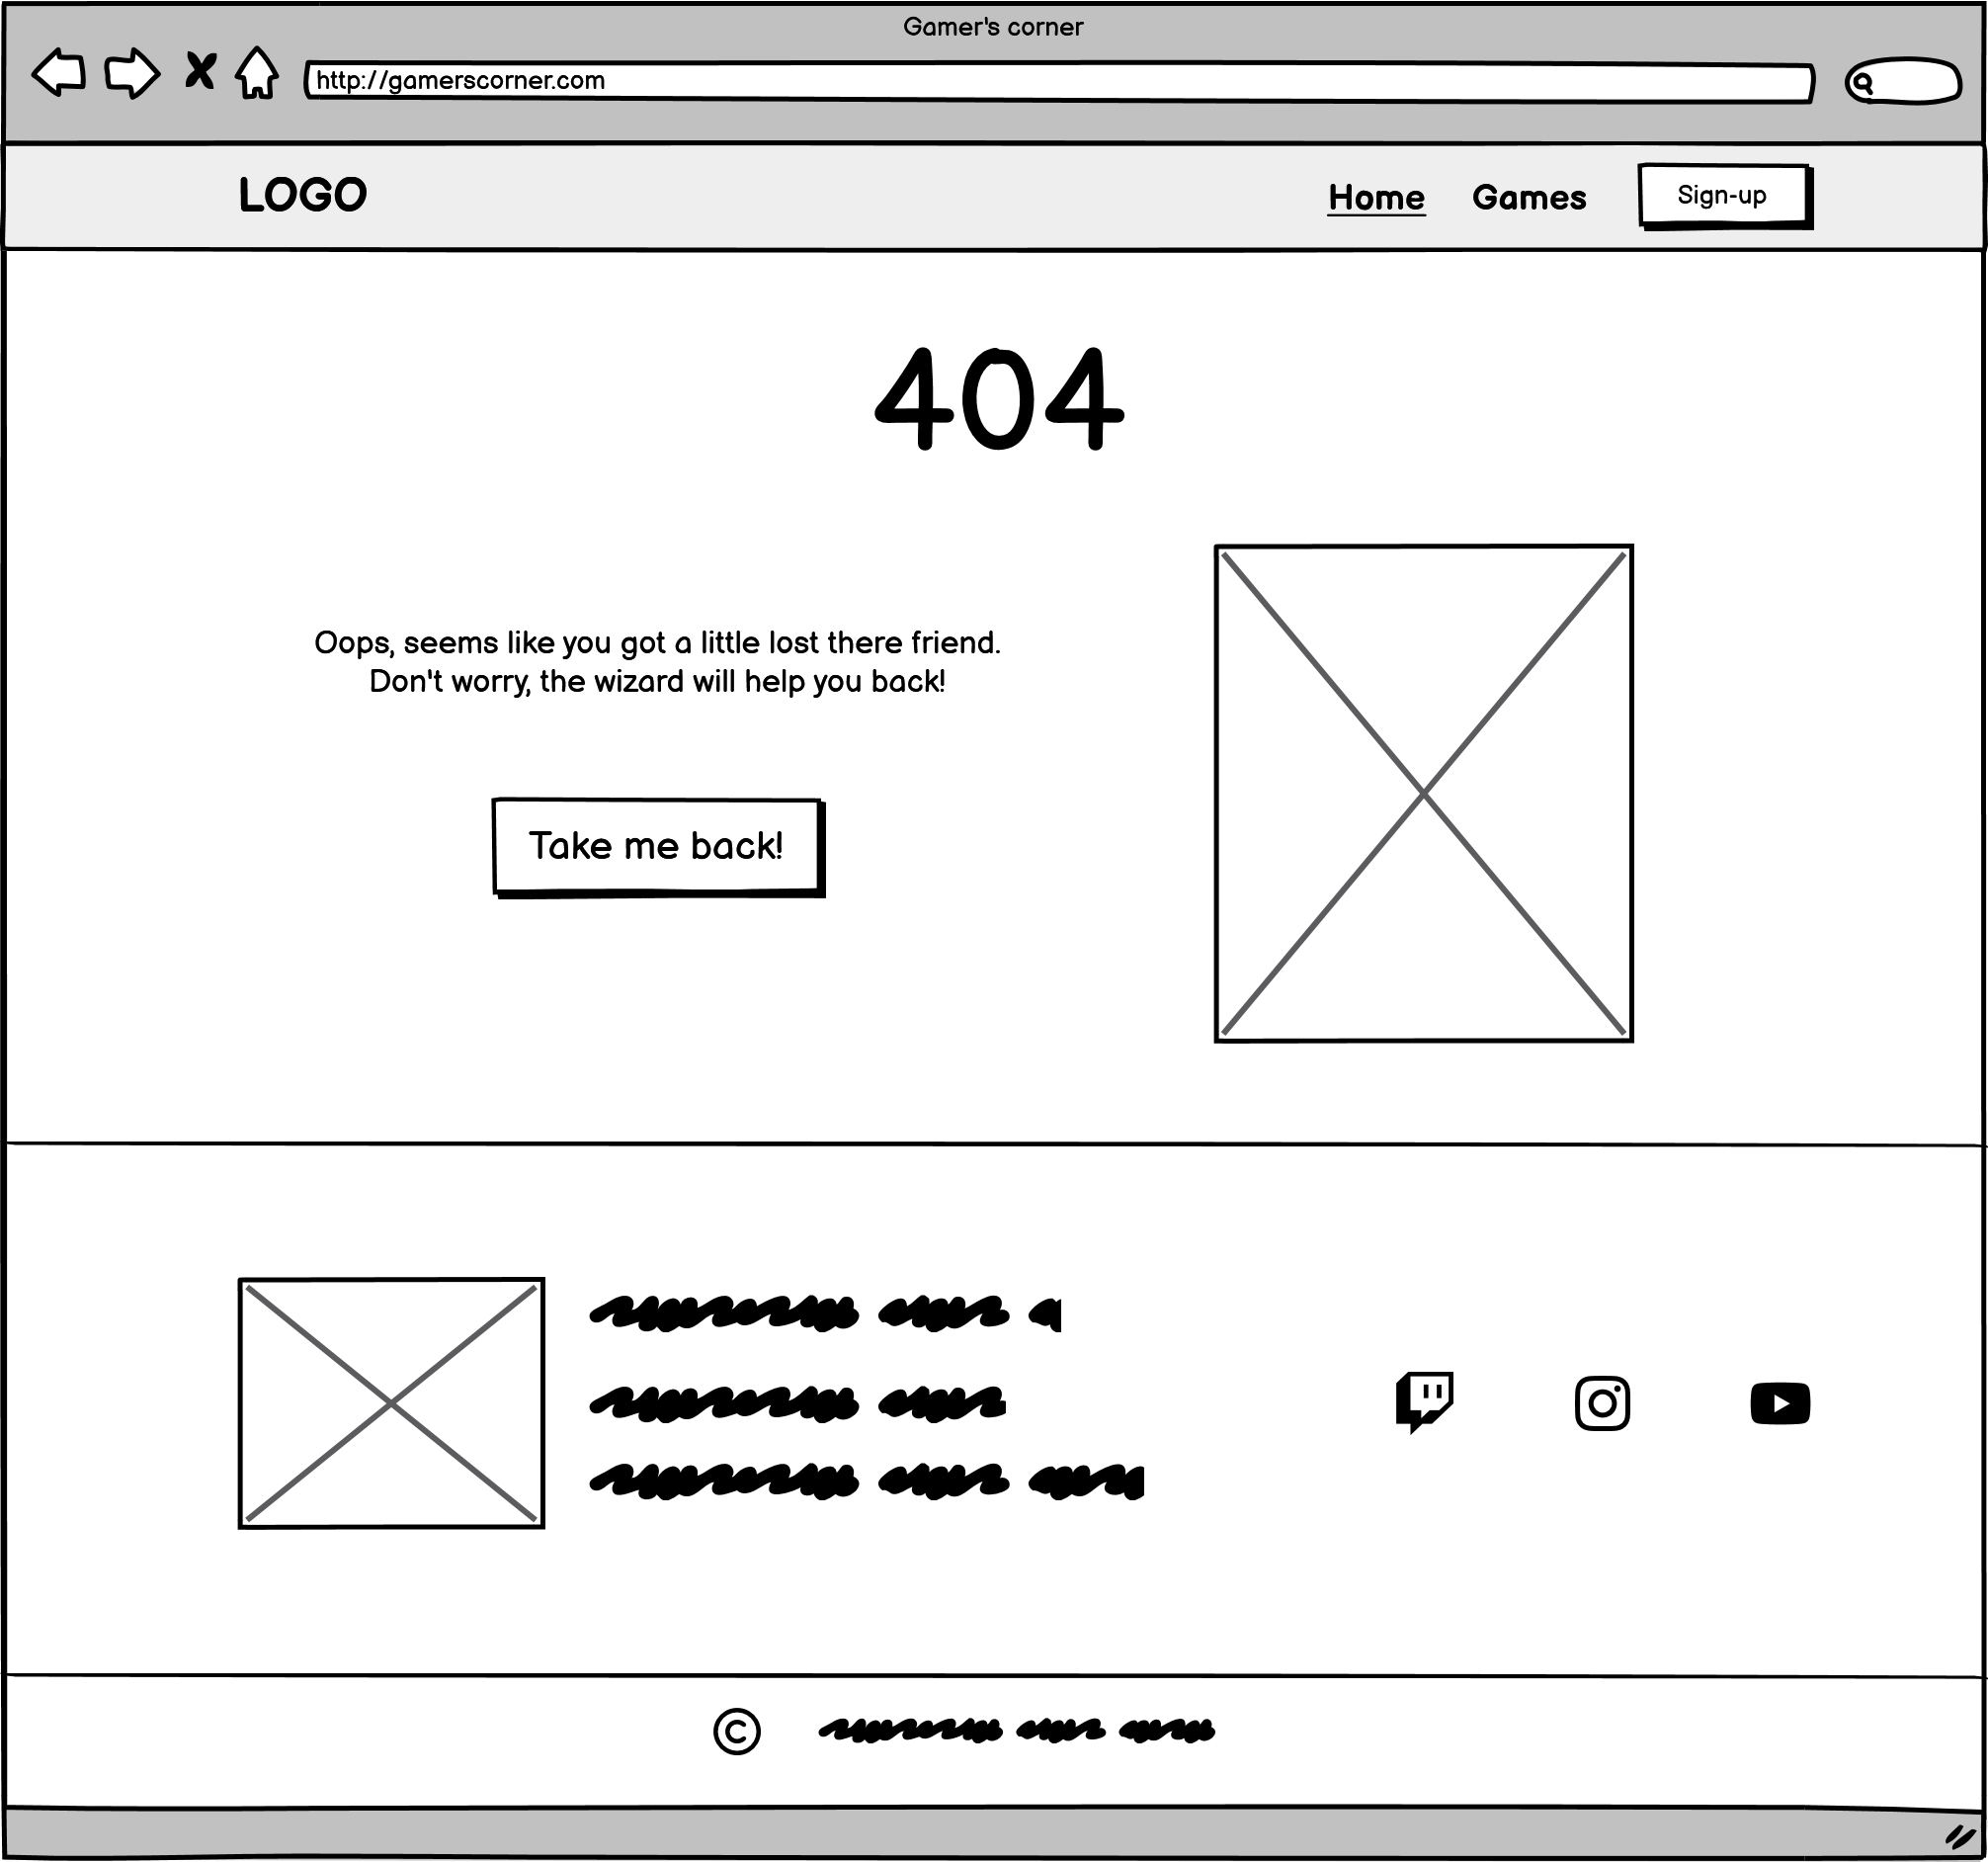 Gamer's corner
http://gamerscorner.com
LOGO
Home Games Sign-up
404
Oops, seems like you got a little lost there friend.
Don't worry, the wizard will help you back!
Take me back!
©